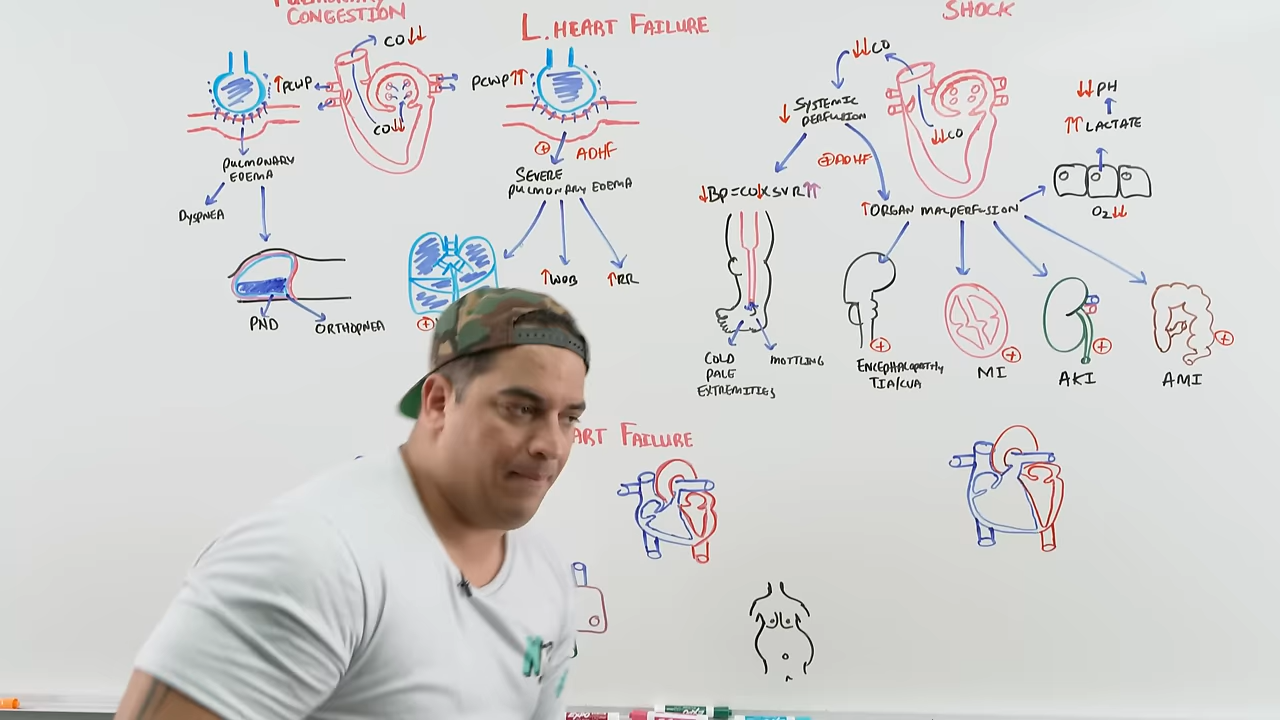 CONGESTION
L. HEART FAILURE
SHOCK
CO↓↓
↑PCWP
CO↓↓
PULMONARY
EDEMA
DYSPNEA
PND
ORTHOPNEA
PCWP↑↑
⊕
ADHF
SEVERE
PULMONARY EDEMA
↑WOB
↑RR
⊕
↓↓CO
↓↓CO
↓ SYSTEMIC
PERFUSION
⊕ADHF
↓BP=CO↓XSVR↑↑
COLD
PALE
EXTREMITIES
MOTTLING
↑ORGAN MALPERFUSION
↓↓PH
↑↑LACTATE
O2↓↓
⊕
ENCEPHALOPATHY
TIA/CVA
⊕
MI
⊕
AKI
⊕
AMI
ART FAILURE